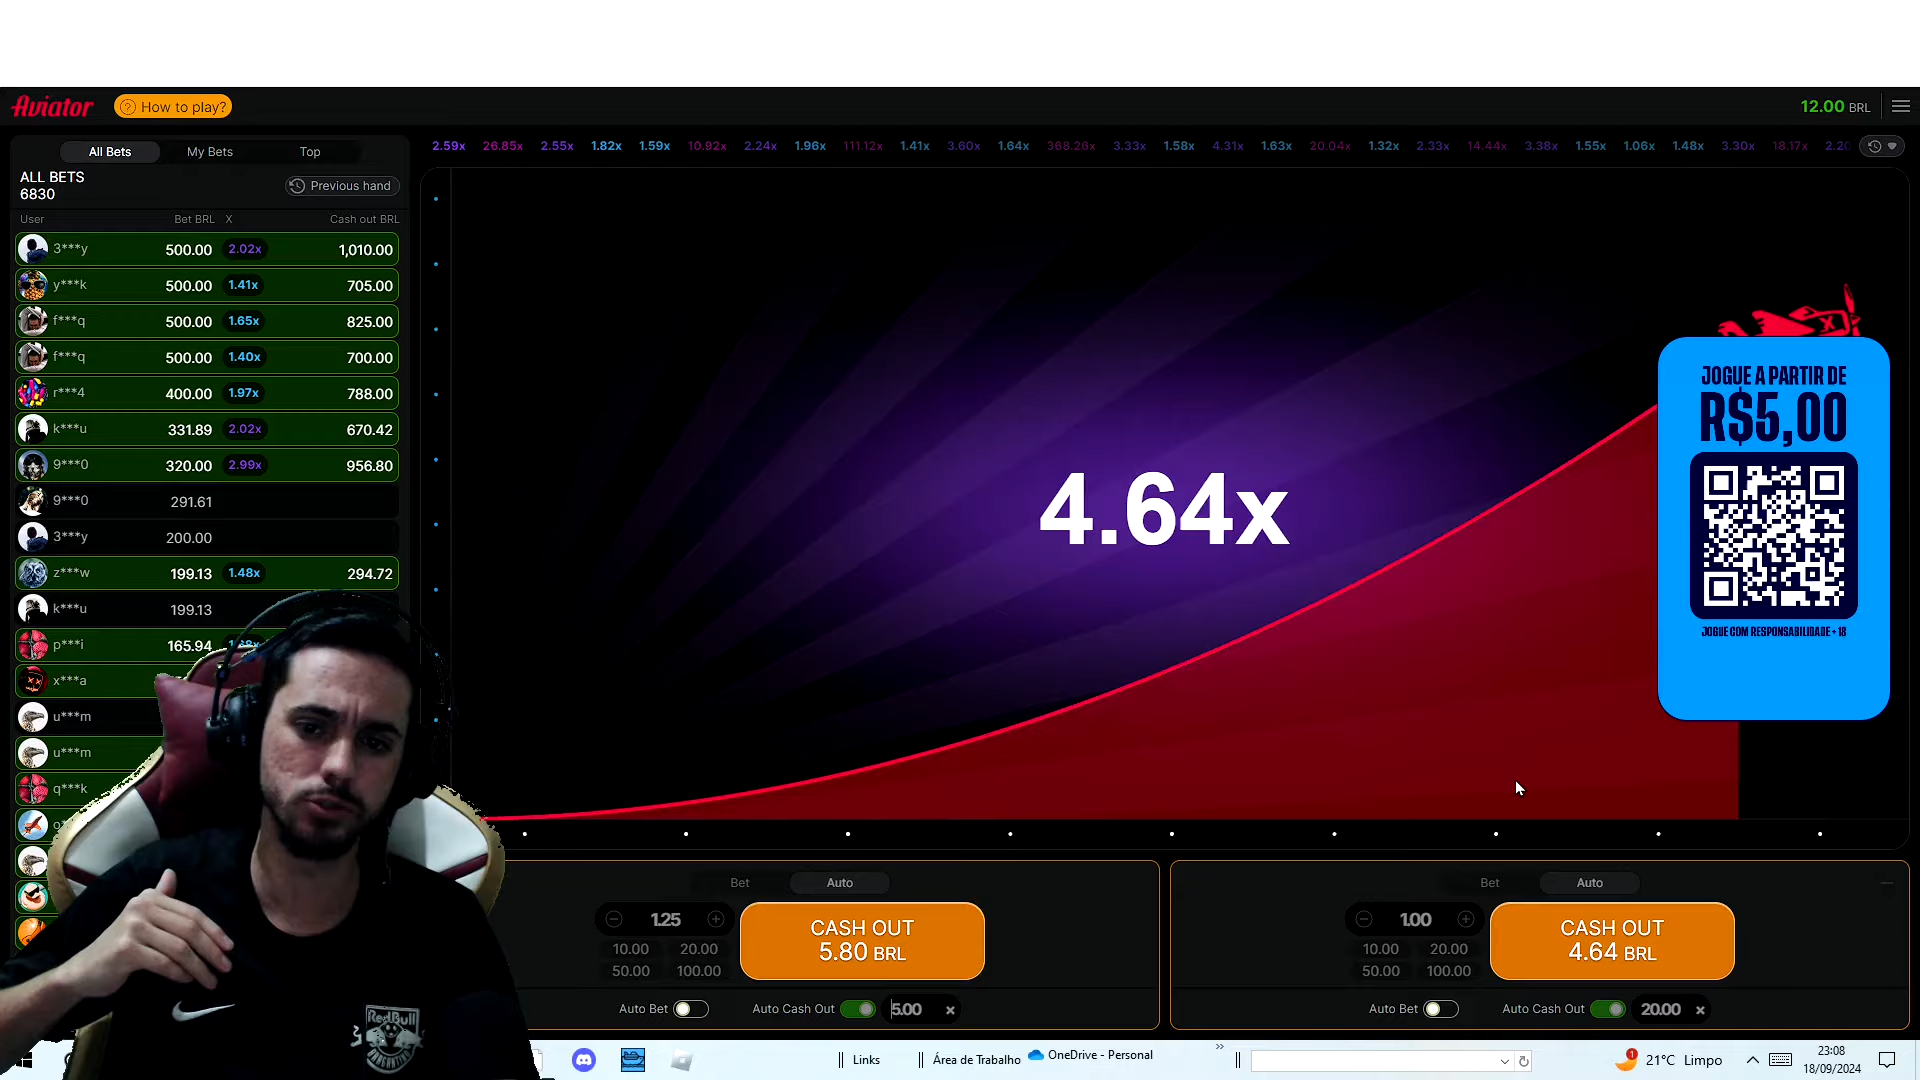 Aviator
? How to play?
12.00 BRL
All Bets My Bets Top
2.59x 26.85x 2.55x 1.82x 1.59x 10.92x 2.24x 1.96x 111.12x 1.41x 3.60x 1.64x 368.26x 3.33x 1.58x 4.31x 1.63x 20.04x 1.32x 2.33x 14.44x 3.38x 1.55x 1.06x 1.48x 3.30x 18.17x 2.20
ALL BETS
6830
Previous hand
User Bet BRL X Cash out BRL
3***y 500.00 2.02x 1,010.00
y***k 500.00 1.41x 705.00
f***q 500.00 1.65x 825.00
f***q 500.00 1.40x 700.00
r***4 400.00 1.97x 788.00
k***u 331.89 2.02x 670.42
9***0 320.00 2.99x 956.80
9***0 291.61
3***y 200.00
z***w 199.13 1.48x 294.72
k***u 199.13
p***i 165.94
x***a
u***m
u***m
q***k
4.64x
JOGUE A PARTIR DE
R$5,00
JOGUE COM RESPONSABILIDADE +18
Bet Auto
1.25
10.00 20.00
50.00 100.00
CASH OUT
5.80 BRL
Auto Bet Auto Cash Out 5.00 x
Bet Auto
1.00
10.00 20.00
50.00 100.00
CASH OUT
4.64 BRL
Auto Bet Auto Cash Out 20.00 x
RedBull
BRAGANTINO
Links Área de Trabalho OneDrive - Personal »
1 21°C Limpo
23:08
18/09/2024